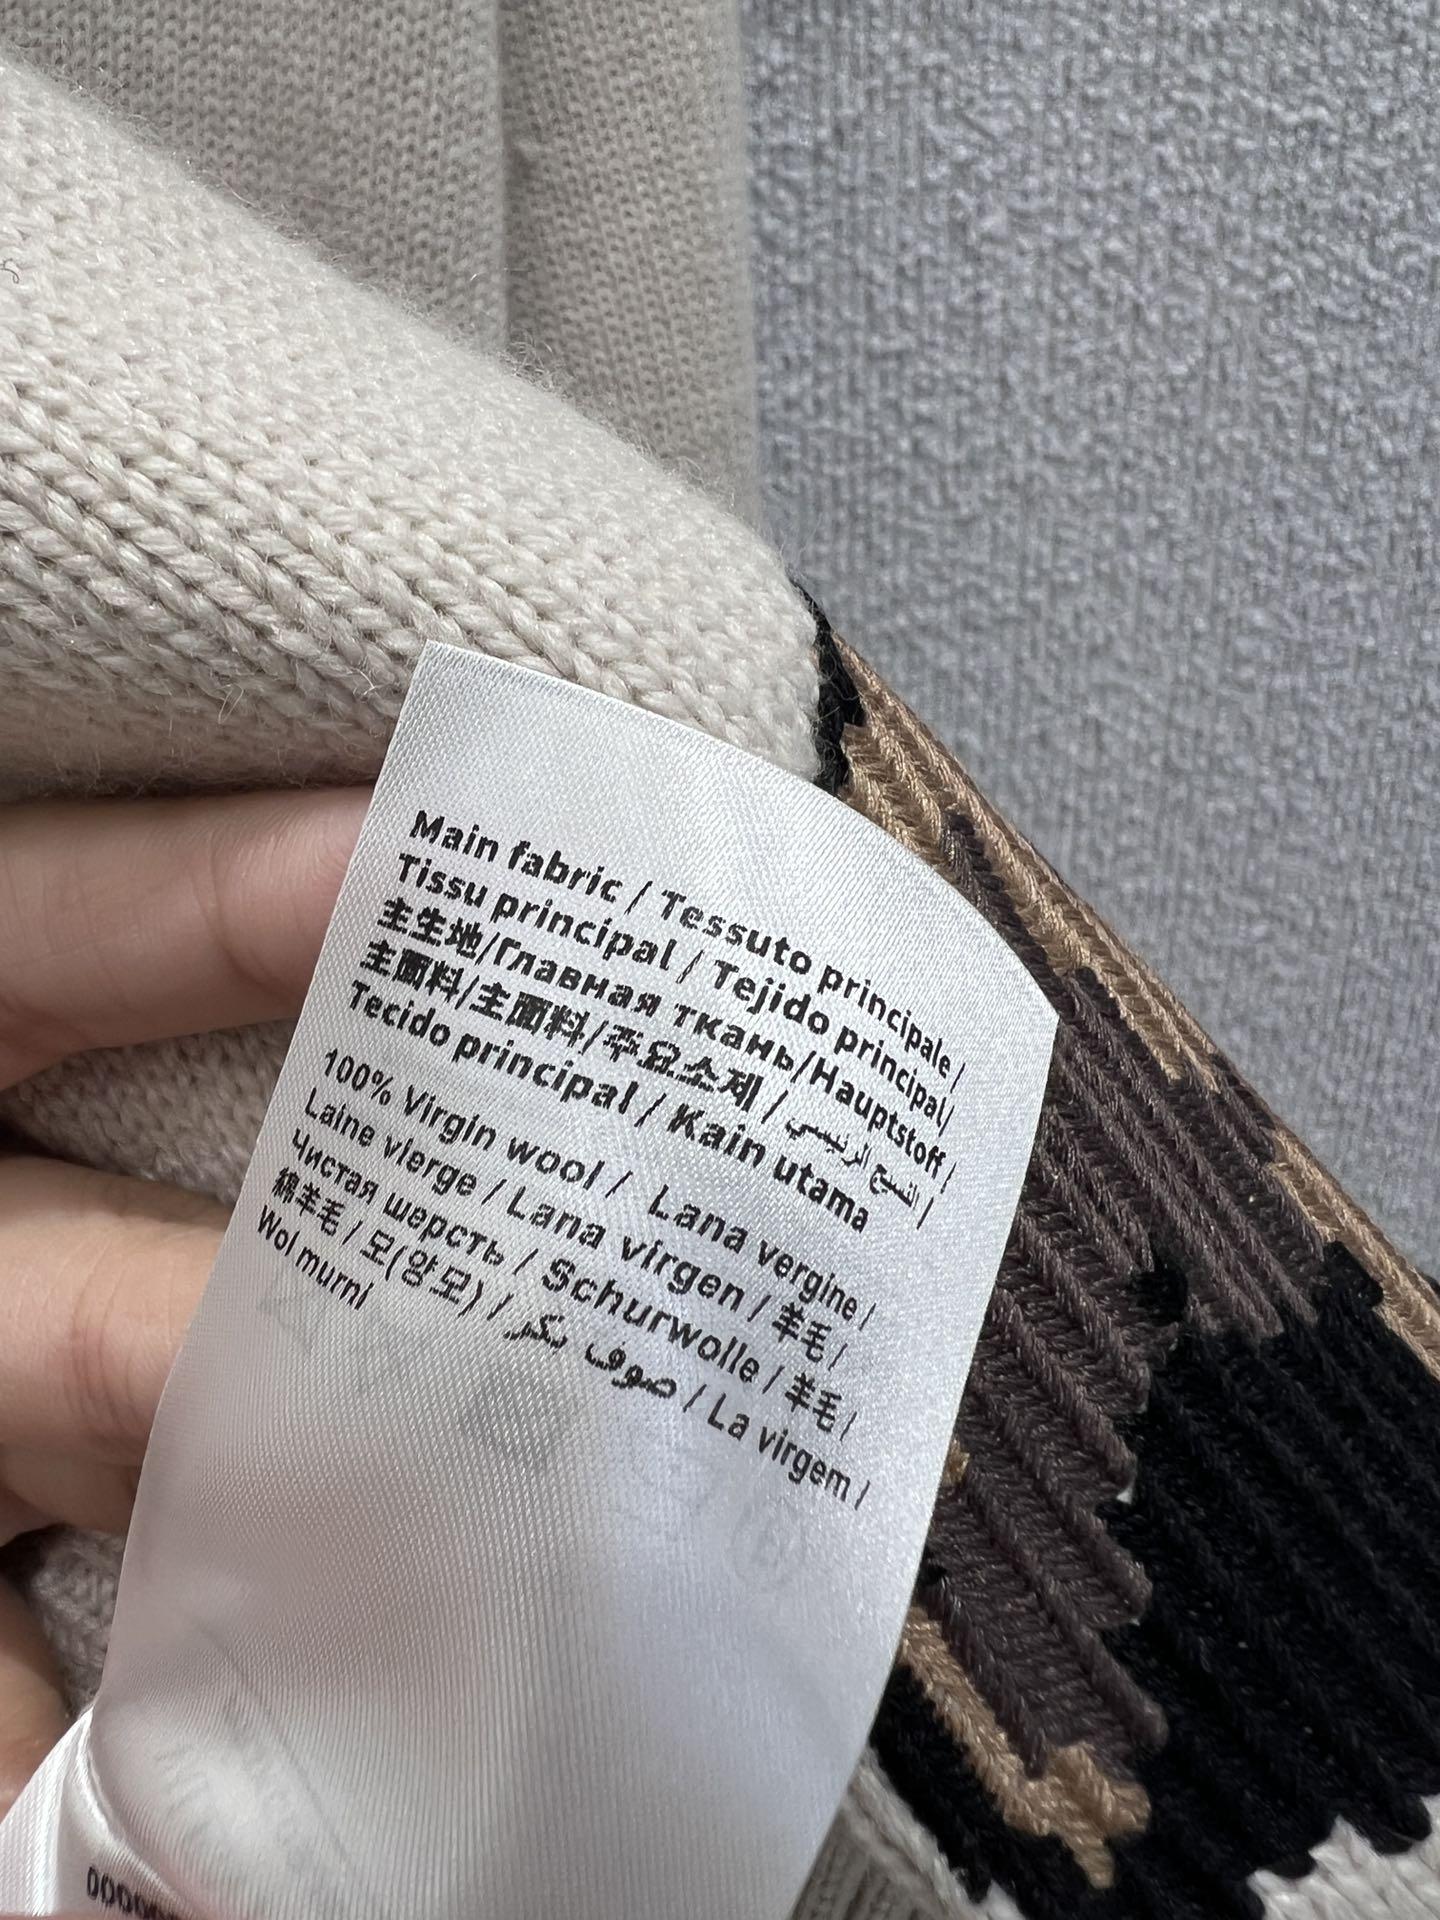 Main fabric / Tessuto principale /
Tissu principal / Tejido principal/
主生地/Главная ткань/Hauptstoff /
主面料/主面料/주요소재 / النسيج الرئيسي /
Tecido principal / Kain utama
100% Virgin wool / Lana vergine /
Laine vierge / Lana virgen / 羊毛 /
Чистая шерсть / Schurwolle / 羊毛 /
綿羊毛 / 모(양모) / صوف بكر / La virgem /
Wol murni